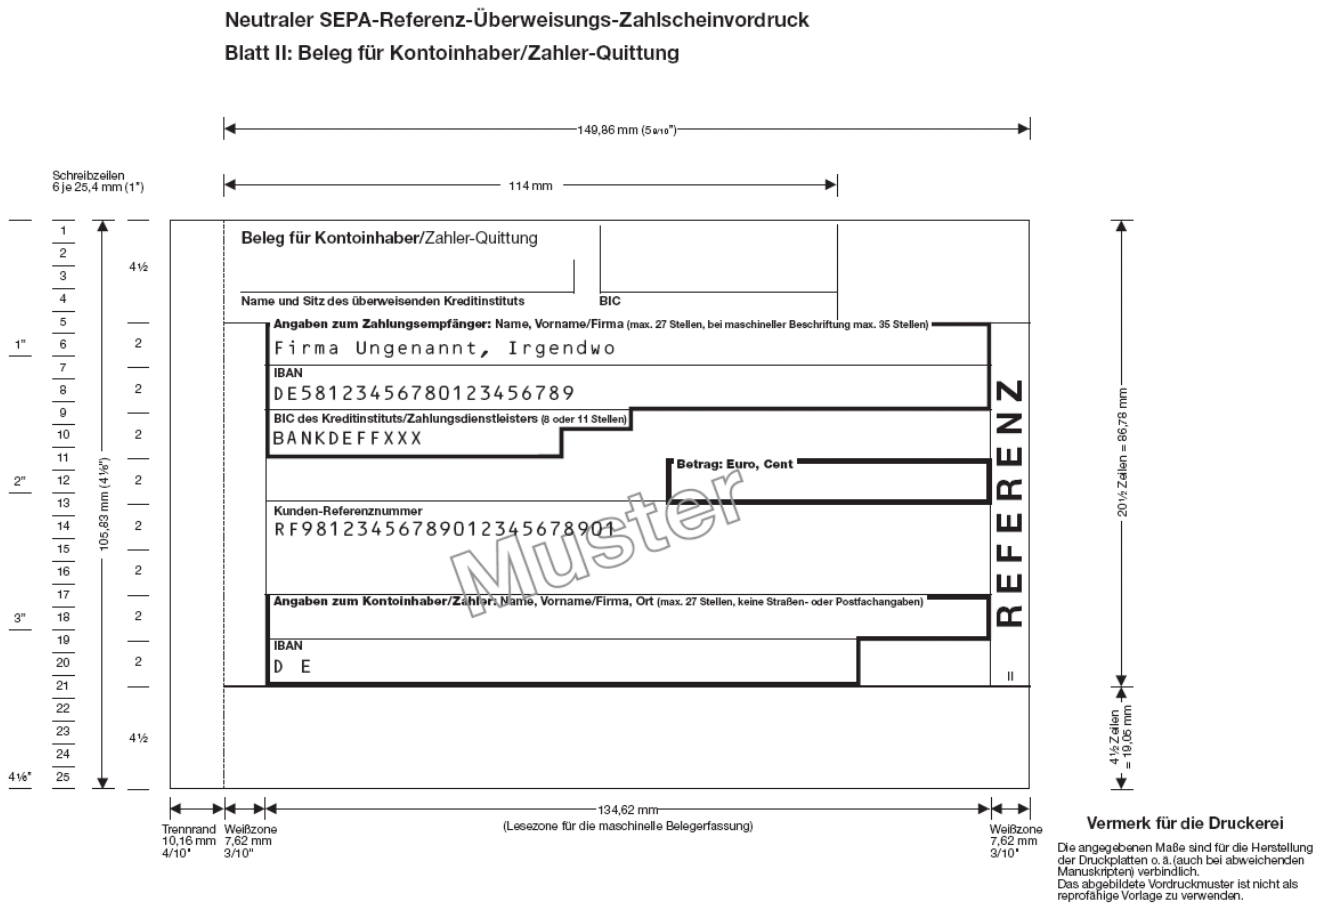 Neutraler SEPA-Referenz-Überweisungs-Zahlscheinvordruck
Blatt II: Beleg für Kontoinhaber/Zahler-Quittung
149,86 mm (5 9/10")
Schreibzeilen
6 je 25,4 mm (1")
114 mm
Beleg für Kontoinhaber/Zahler-Quittung
Name und Sitz des überweisenden Kreditinstituts
BIC
Angaben zum Zahlungsempfänger: Name, Vorname/Firma (max. 27 Stellen, bei maschineller Beschriftung max. 35 Stellen)
Firma Ungenannt, Irgendwo
IBAN
DE58123456780123456789
BIC des Kreditinstituts/Zahlungsdienstleisters (8 oder 11 Stellen)
BANKDEFFXXX
Betrag: Euro, Cent
Kunden-Referenznummer
RF98123456789012345678901
Muster
Angaben zum Kontoinhaber/Zahler: Name, Vorname/Firma, Ort (max. 27 Stellen, keine Straßen- oder Postfachangaben)
IBAN
D E
II
REFERENZ
1"
2"
3"
4 1/6"
1
2
3
4
5
6
7
8
9
10
11
12
13
14
15
16
17
18
19
20
21
22
23
24
25
105,83 mm (4 1/6")
4½
2
2
2
2
2
2
2
2
4½
20½ Zeilen = 86,78 mm
4½ Zeilen
= 19,05 mm
134,62 mm
(Lesezone für die maschinelle Belegerfassung)
Trennrand
10,16 mm
4/10"
Weißzone
7,62 mm
3/10"
Weißzone
7,62 mm
3/10"
Vermerk für die Druckerei
Die angegebenen Maße sind für die Herstellung
der Druckplatten o. ä. (auch bei abweichenden
Manuskripten) verbindlich.
Das abgebildete Vordruckmuster ist nicht als
reprofähige Vorlage zu verwenden.